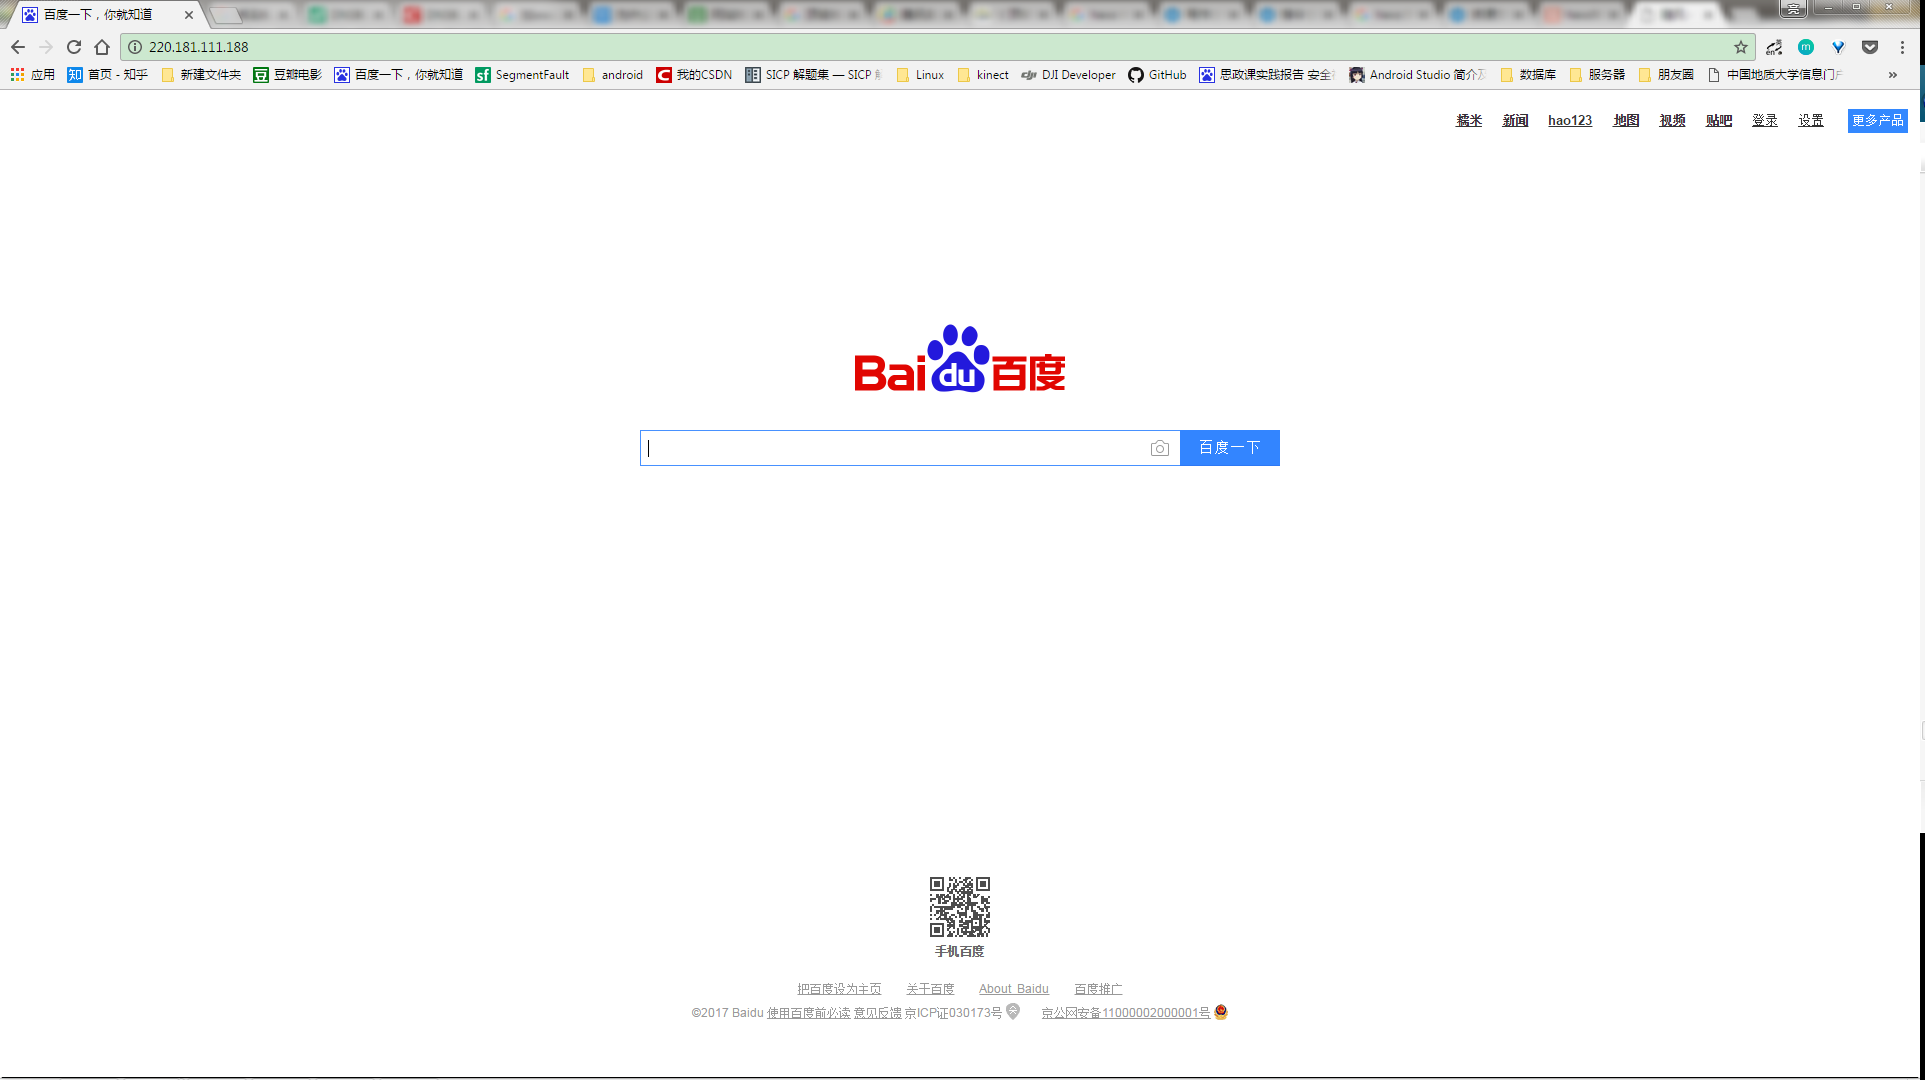 百度一下，你就知道
220.181.111.188
应用 首页 - 知乎 新建文件夹 豆瓣电影 百度一下，你就知道 SegmentFault android 我的CSDN SICP 解题集 — SICP Linux kinect DJI Developer GitHub 思政课实践报告 安全 Android Studio 简介 数据库 服务器 朋友圈 中国地质大学信息门
糯米 新闻 hao123 地图 视频 贴吧 登录 设置 更多产品
Bai du 百度
百度一下
手机百度
把百度设为主页 关于百度 About Baidu 百度推广
©2017 Baidu 使用百度前必读 意见反馈 京ICP证030173号 京公网安备11000002000001号